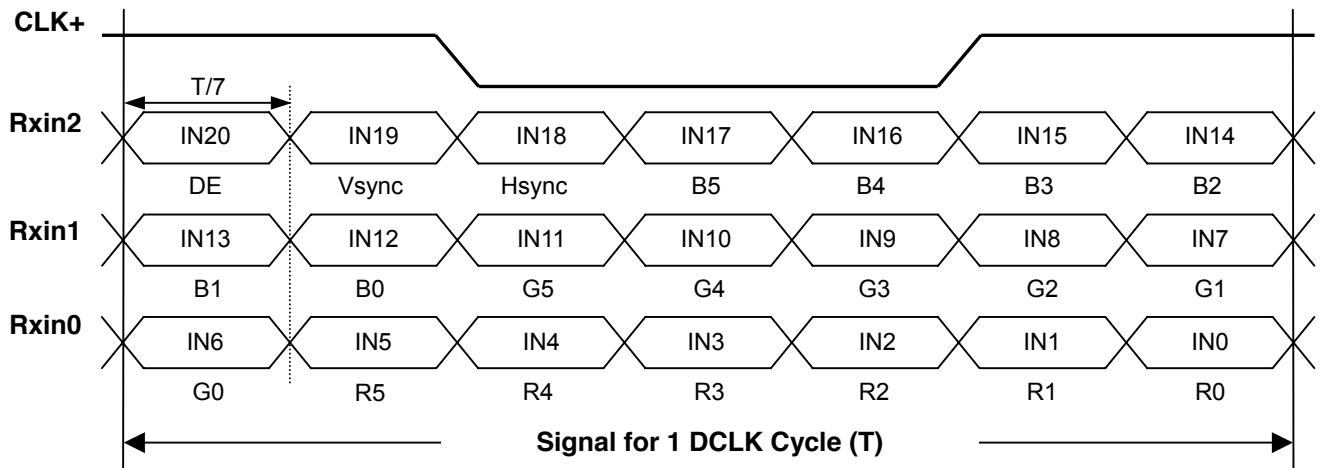 CLK+
T/7
Rxin2 IN20 IN19 IN18 IN17 IN16 IN15 IN14
DE Vsync Hsync B5 B4 B3 B2
Rxin1 IN13 IN12 IN11 IN10 IN9 IN8 IN7
B1 B0 G5 G4 G3 G2 G1
Rxin0 IN6 IN5 IN4 IN3 IN2 IN1 IN0
G0 R5 R4 R3 R2 R1 R0
Signal for 1 DCLK Cycle (T)